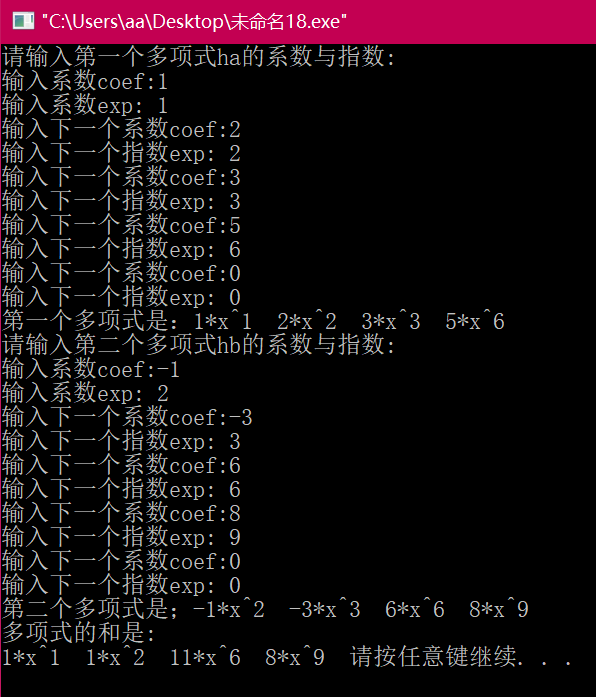 "C:\Users\aa\Desktop\未命名18.exe"
请输入第一个多项式ha的系数与指数:
输入系数coef:1
输入系数exp: 1
输入下一个系数coef:2
输入下一个指数exp: 2
输入下一个系数coef:3
输入下一个指数exp: 3
输入下一个系数coef:5
输入下一个指数exp: 6
输入下一个系数coef:0
输入下一个指数exp: 0
第一个多项式是：1*x^1  2*x^2  3*x^3  5*x^6
请输入第二个多项式hb的系数与指数:
输入系数coef:-1
输入系数exp: 2
输入下一个系数coef:-3
输入下一个指数exp: 3
输入下一个系数coef:6
输入下一个指数exp: 6
输入下一个系数coef:8
输入下一个指数exp: 9
输入下一个系数coef:0
输入下一个指数exp: 0
第二个多项式是；-1*x^2  -3*x^3  6*x^6  8*x^9
多项式的和是:
1*x^1  1*x^2  11*x^6  8*x^9  请按任意键继续. . .